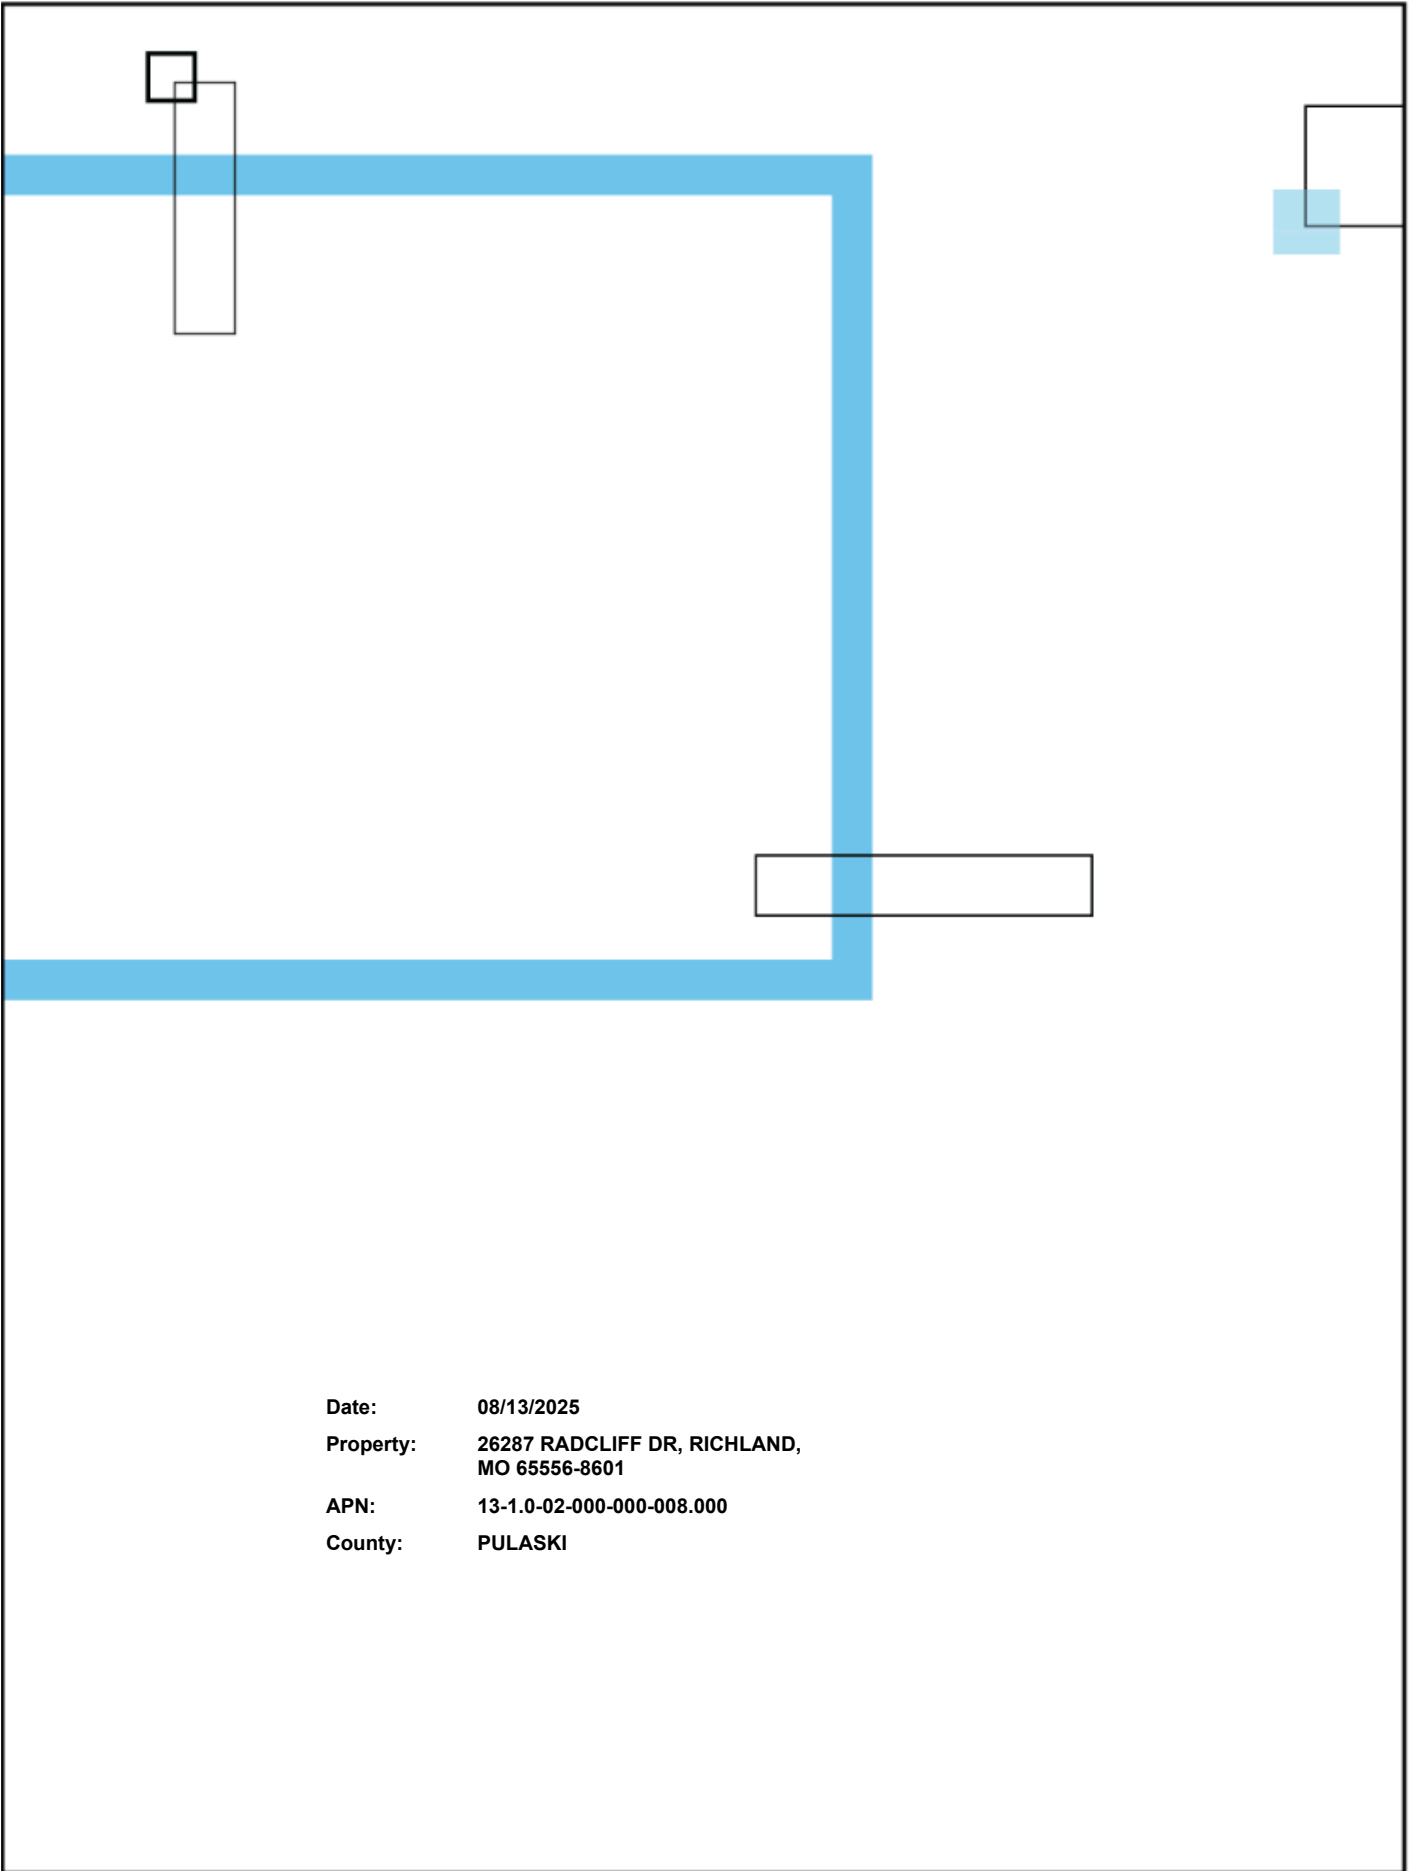 Date: 08/13/2025
Property: 26287 RADCLIFF DR, RICHLAND,
MO 65556-8601
APN: 13-1.0-02-000-000-008.000
County: PULASKI